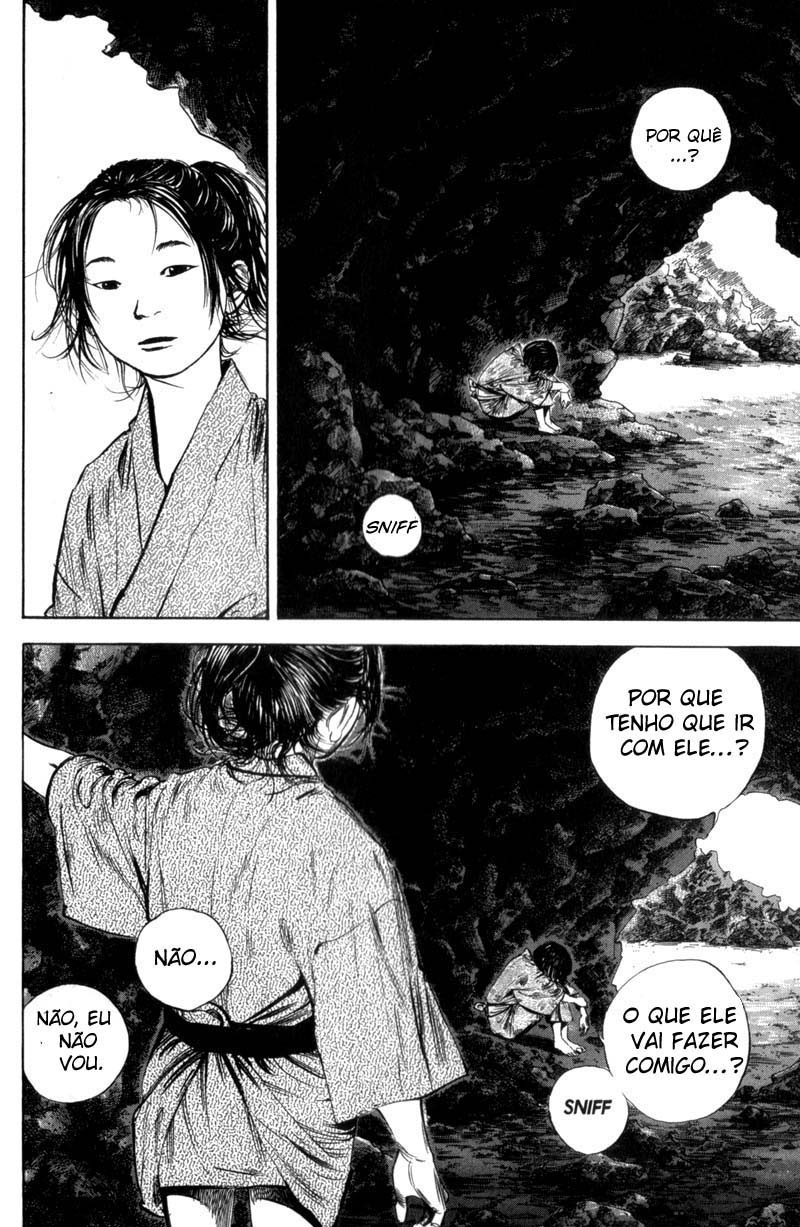 POR QUÊ
...?
SNIFF
POR QUE
TENHO QUE IR
COM ELE...?
O QUE ELE
VAI FAZER
COMIGO...?
SNIFF
NÃO...
NÃO, EU
NÃO
VOU.